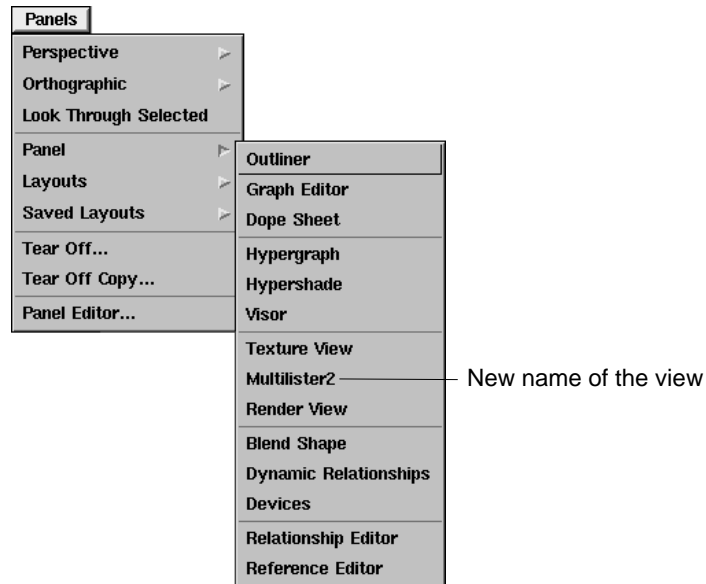 Panels
Perspective
Orthographic
Look Through Selected
Panel
Layouts
Saved Layouts
Tear Off...
Tear Off Copy...
Panel Editor...
Outliner
Graph Editor
Dope Sheet
Hypergraph
Hypershade
Visor
Texture View
Multilister2
New name of the view
Render View
Blend Shape
Dynamic Relationships
Devices
Relationship Editor
Reference Editor